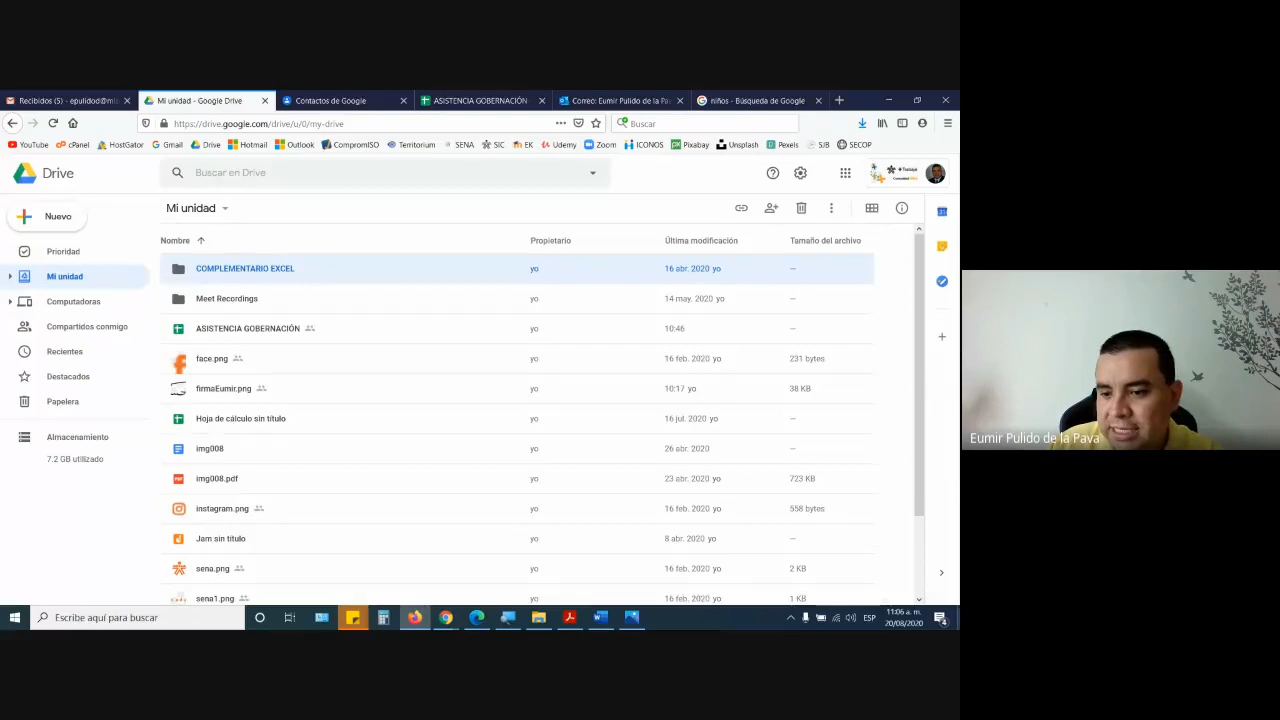 Recibidos (5) - epulidod@mi
Mi unidad - Google Drive
Contactos de Google
ASISTENCIA GOBERNACIÓN
Correo: Eumir Pulido de la Pa
niños - Búsqueda de Google
https://drive.google.com/drive/u/0/my-drive
Buscar
YouTube cPanel HostGator Gmail Drive Hotmail Outlook CompromISO Territorium SENA SIC EK Udemy Zoom ICONOS Pixabay Unsplash Pexels SJB SECOP
Drive
Buscar en Drive
Nuevo
Prioridad
Mi unidad
Computadoras
Compartidos conmigo
Recientes
Destacados
Papelera
Almacenamiento
7.2 GB utilizado
Mi unidad
Nombre Propietario Última modificación Tamaño del archivo
COMPLEMENTARIO EXCEL yo 16 abr. 2020 yo —
Meet Recordings yo 14 may. 2020 yo —
ASISTENCIA GOBERNACIÓN yo 10:46 —
face.png yo 16 feb. 2020 yo 231 bytes
firmaEumir.png yo 10:17 yo 38 KB
Hoja de cálculo sin título yo 16 jul. 2020 yo —
img008 yo 26 abr. 2020 —
img008.pdf yo 23 abr. 2020 yo 723 KB
instagram.png yo 16 feb. 2020 yo 558 bytes
Jam sin título yo 8 abr. 2020 yo —
sena.png yo 16 feb. 2020 yo 2 KB
sena1.png yo 16 feb. 2020 yo 1 KB
Eumir Pulido de la Pava
Escribe aquí para buscar
ESP
11:06 a. m.
20/08/2020